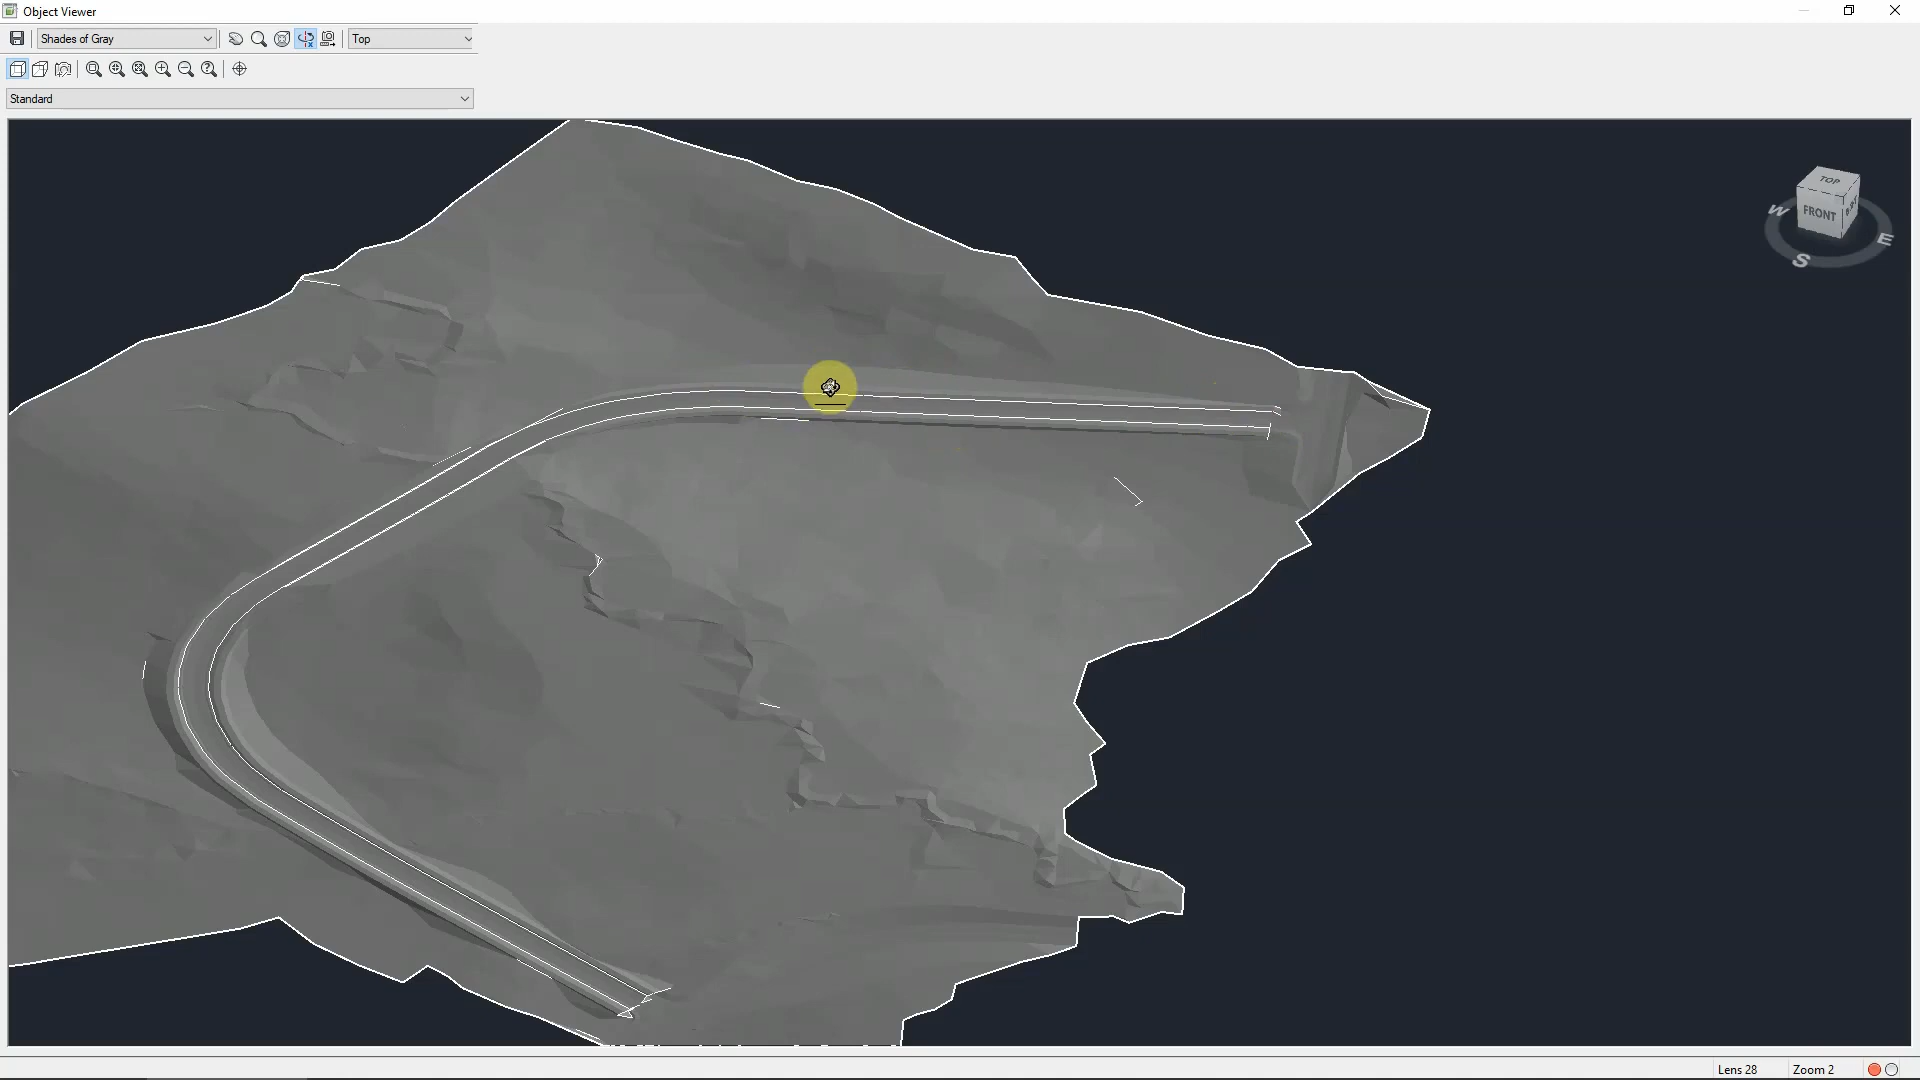 Object Viewer
Shades of Gray
Top
Standard
TOP
FRONT
W
E
S
Lens 28
Zoom 2